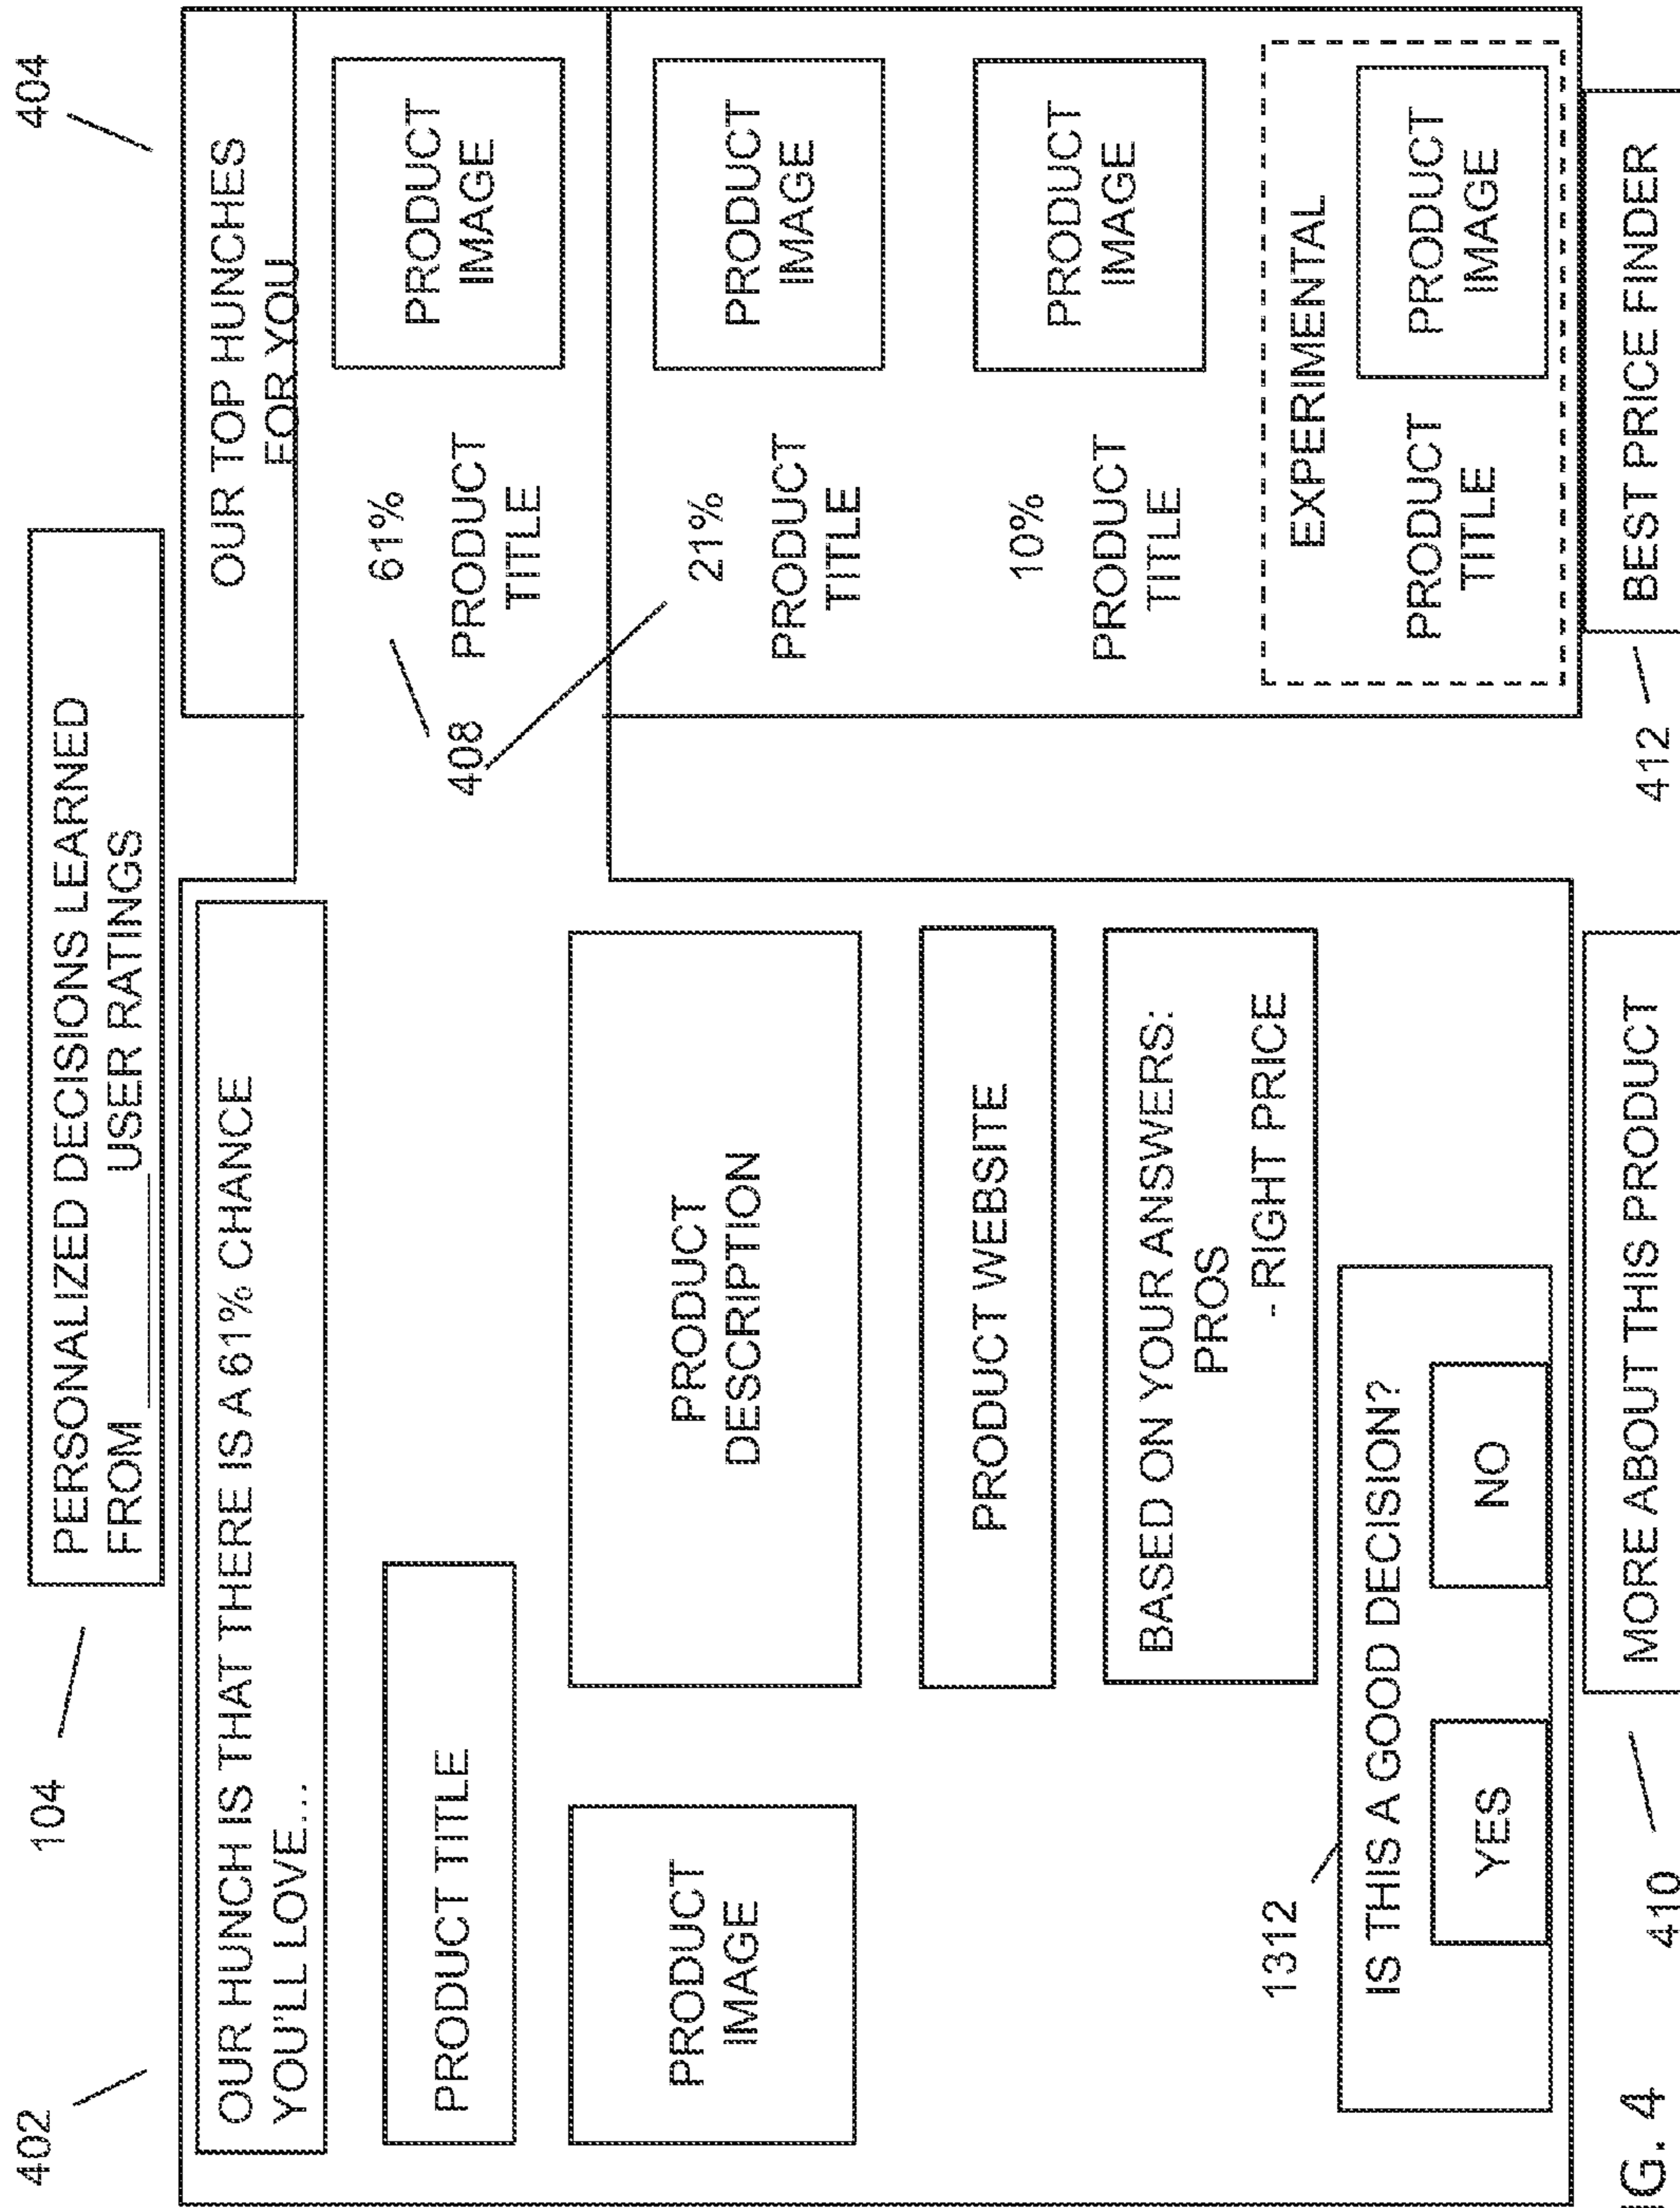 402
104
404
PERSONALIZED DECISIONS LEARNED
FROM ________ USER RATINGS
OUR HUNCH IS THAT THERE IS A 61% CHANCE
YOU'LL LOVE...
PRODUCT TITLE
PRODUCT
IMAGE
PRODUCT
DESCRIPTION
PRODUCT WEBSITE
BASED ON YOUR ANSWERS:
PROS
- RIGHT PRICE
1312
IS THIS A GOOD DECISION?
YES
NO
OUR TOP HUNCHES
FOR YOU
408
61%
PRODUCT
TITLE
PRODUCT
IMAGE
21%
PRODUCT
TITLE
PRODUCT
IMAGE
10%
PRODUCT
TITLE
PRODUCT
IMAGE
EXPERIMENTAL
PRODUCT
TITLE
PRODUCT
IMAGE
410
MORE ABOUT THIS PRODUCT
412
BEST PRICE FINDER
IG. 4